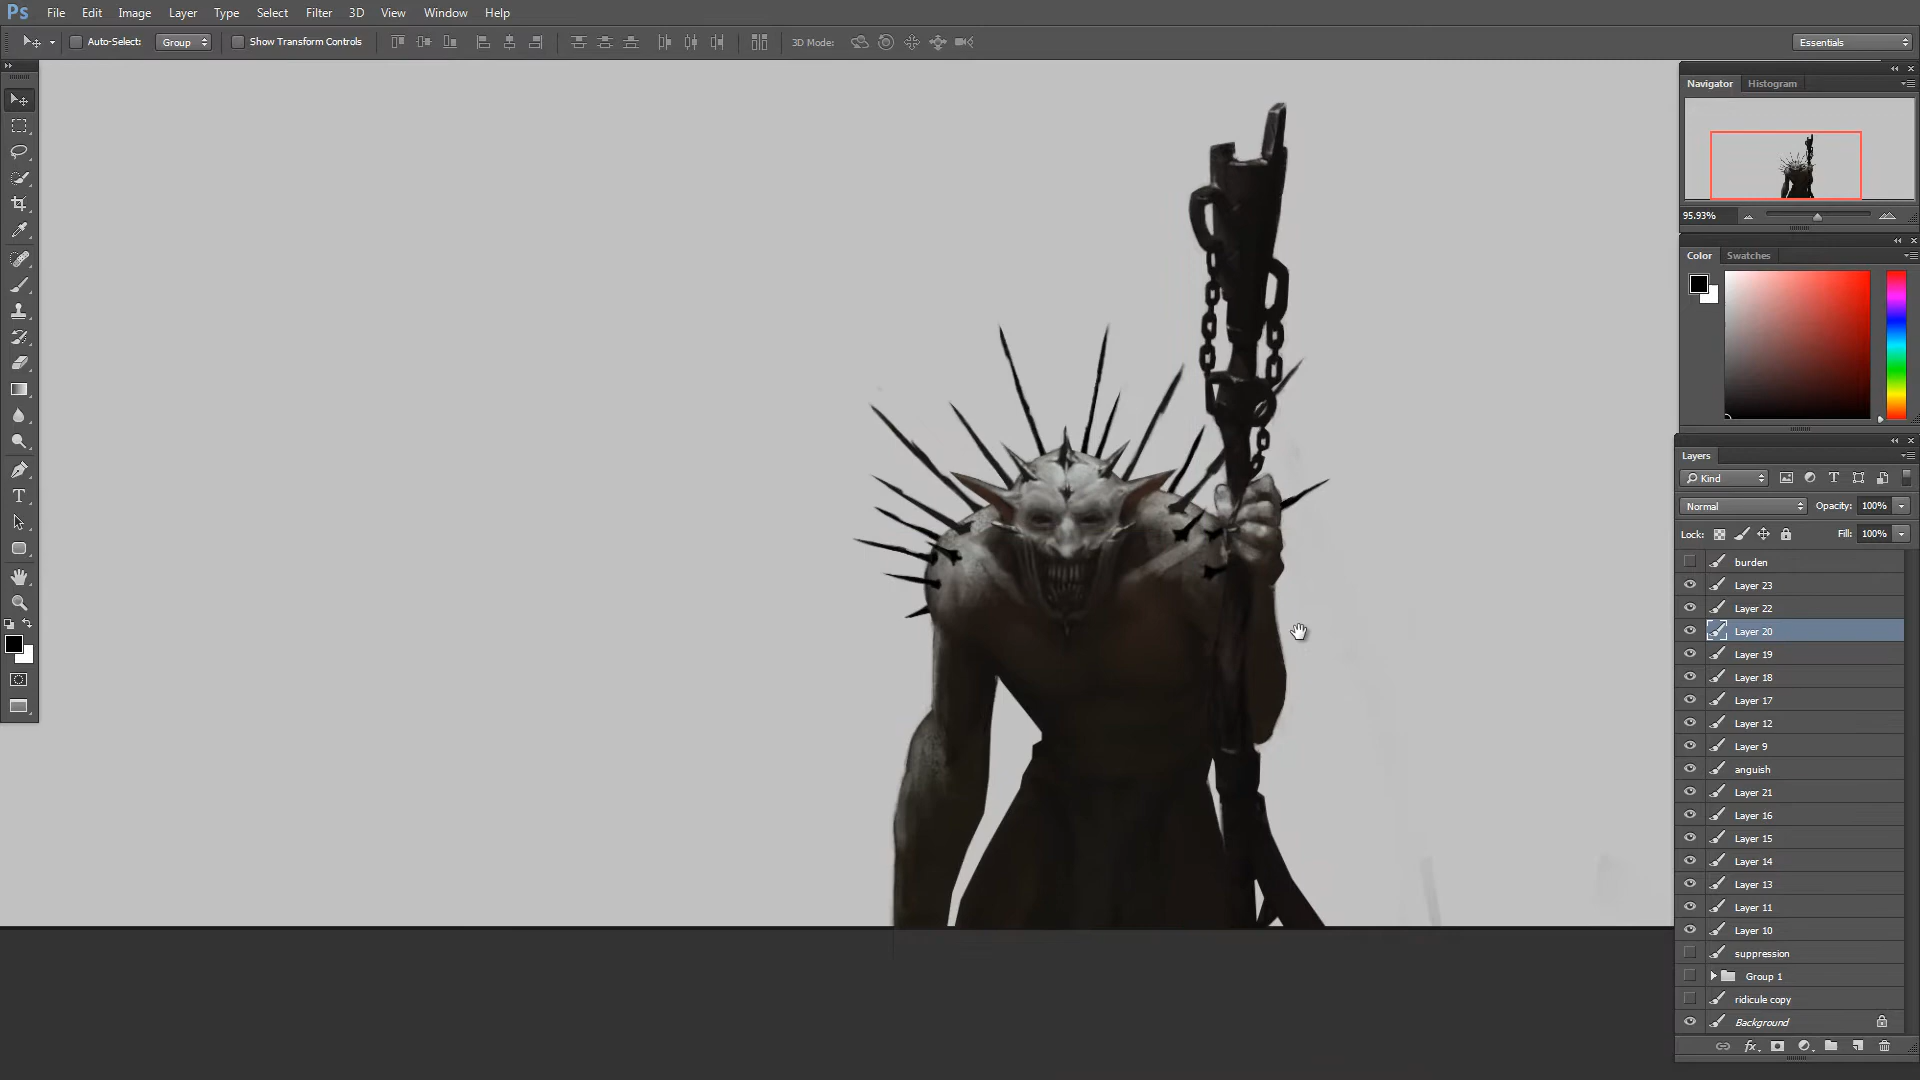 Ps File Edit Image Layer Type Select Filter 3D View Window Help
Auto-Select: Group Show Transform Controls 3D Mode: Essentials
Navigator Histogram
95.93%
Color Swatches
Layers
Kind
Normal Opacity: 100%
Lock: Fill: 100%
burden
Layer 23
Layer 22
Layer 20
Layer 19
Layer 18
Layer 17
Layer 12
Layer 9
anguish
Layer 21
Layer 16
Layer 15
Layer 14
Layer 13
Layer 11
Layer 10
suppression
Group 1
ridicule copy
Background
fx